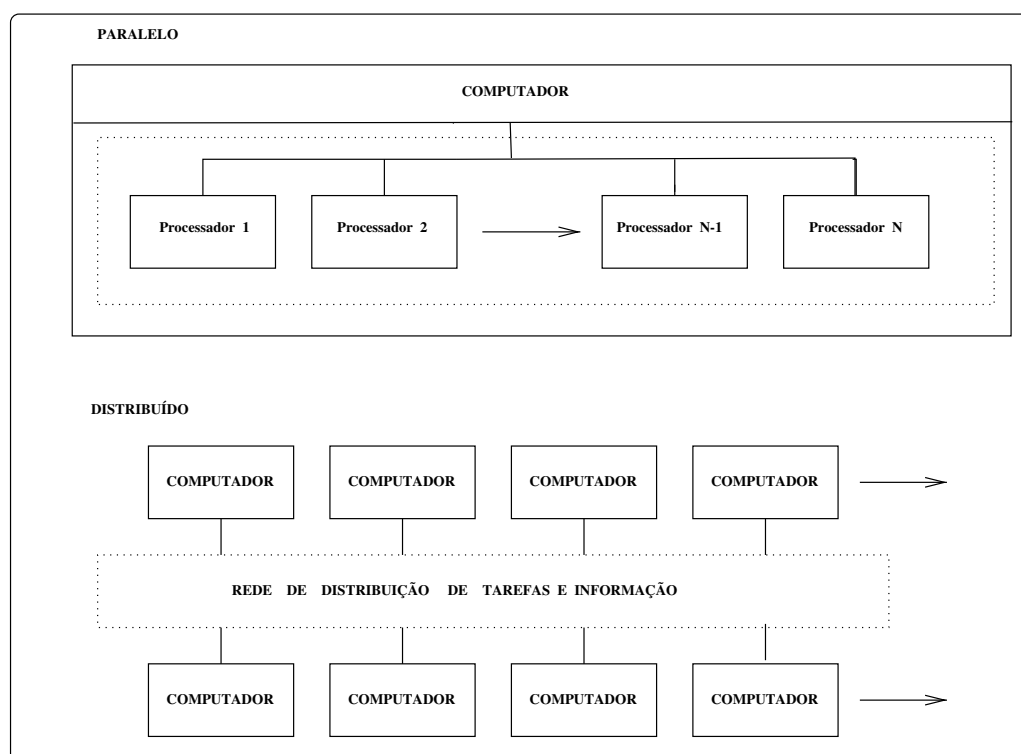 PARALELO
COMPUTADOR
Processador 1 Processador 2 Processador N-1 Processador N
DISTRIBUÍDO
COMPUTADOR COMPUTADOR COMPUTADOR COMPUTADOR
REDE DE DISTRIBUIÇÃO DE TAREFAS E INFORMAÇÃO
COMPUTADOR COMPUTADOR COMPUTADOR COMPUTADOR